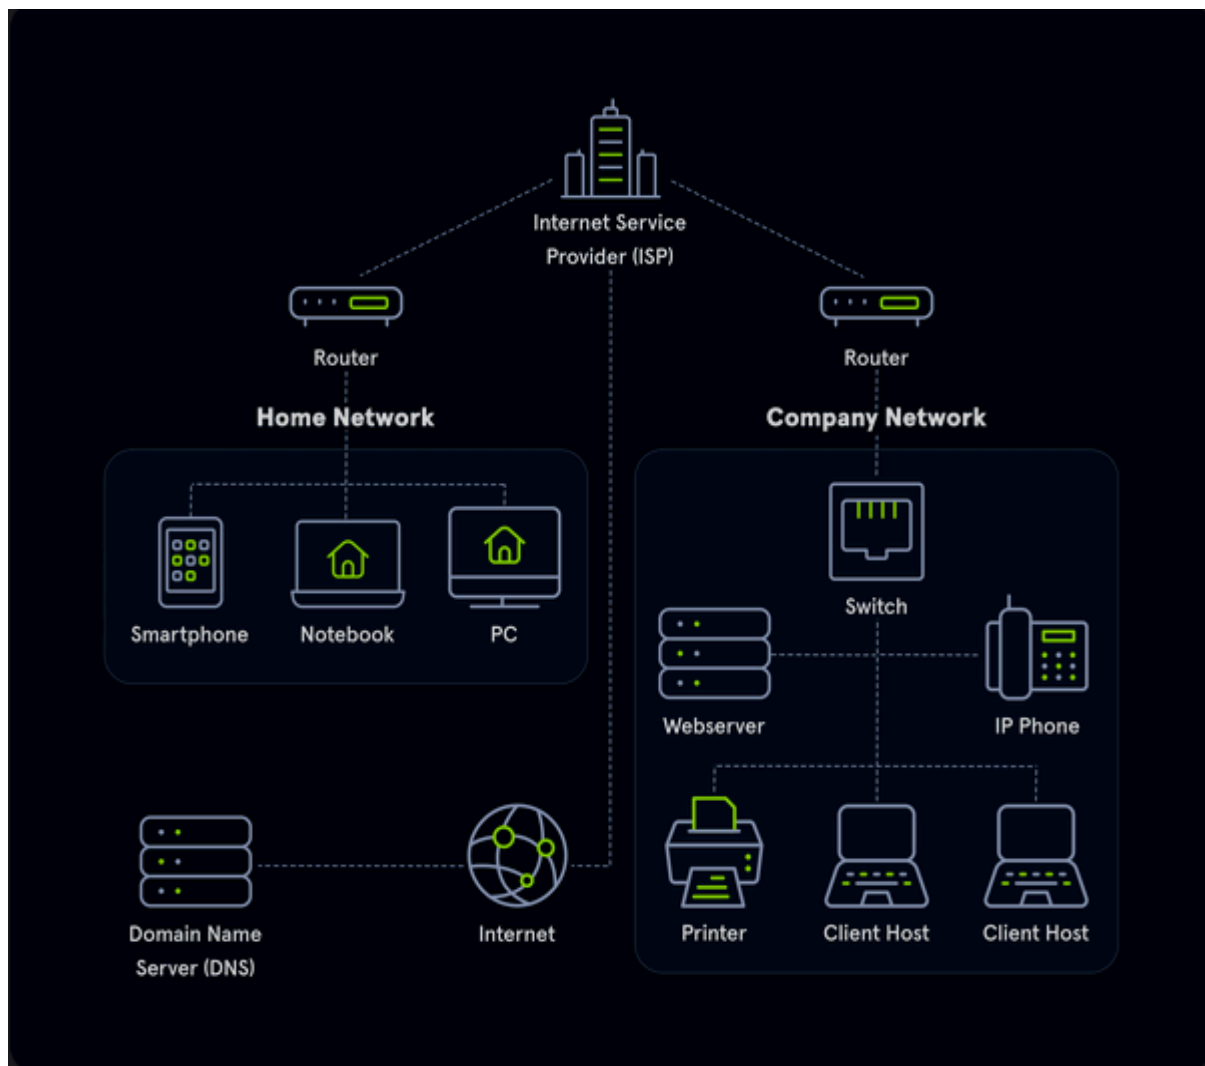 Internet Service
Provider (ISP)
Router
Router
Home Network
Company Network
Smartphone
Notebook
PC
Switch
Webserver
IP Phone
Domain Name
Server (DNS)
Internet
Printer
Client Host
Client Host